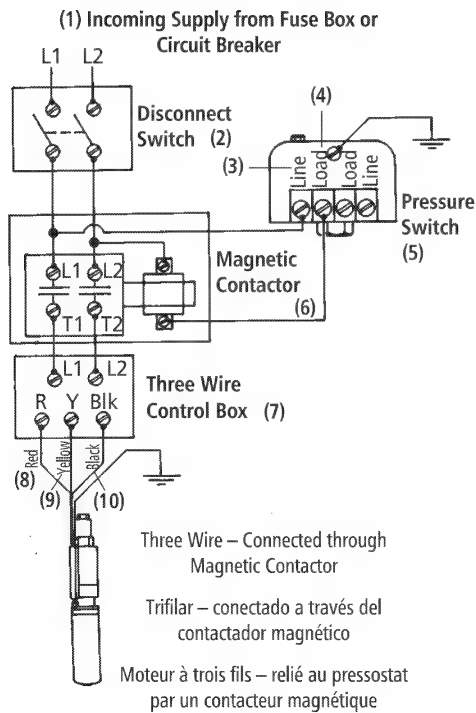 (1) Incoming Supply from Fuse Box or
Circuit Breaker
L1 L2
Disconnect
Switch (2)
(4)
(3)
Line
Load
Load
Line
Pressure
Switch
(5)
Magnetic
Contactor
(6)
L1 L2
T1 T2
L1 L2
R Y Blk
Three Wire
Control Box (7)
(8) Red
(9) Yellow
Black (10)
Three Wire – Connected through
Magnetic Contactor
Trifilar – conectado a través del
contactador magnético
Moteur à trois fils – relié au pressostat
par un contacteur magnétique